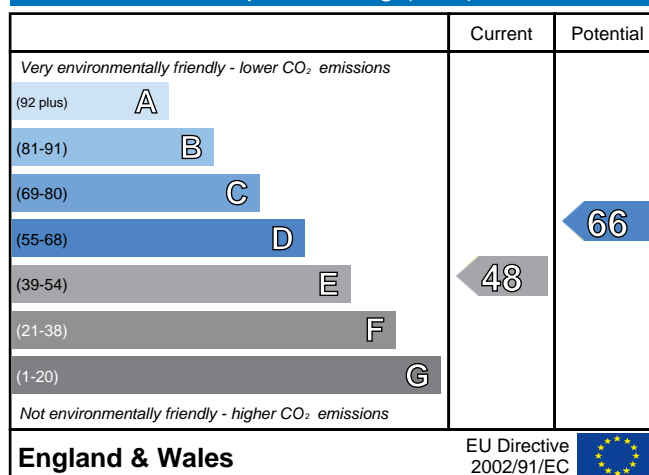 Current Potential
Very environmentally friendly - lower CO₂ emissions
(92 plus) A
(81-91) B
(69-80) C
(55-68) D
66
(39-54) E
48
(21-38) F
(1-20) G
Not environmentally friendly - higher CO₂ emissions
England & Wales
EU Directive
2002/91/EC